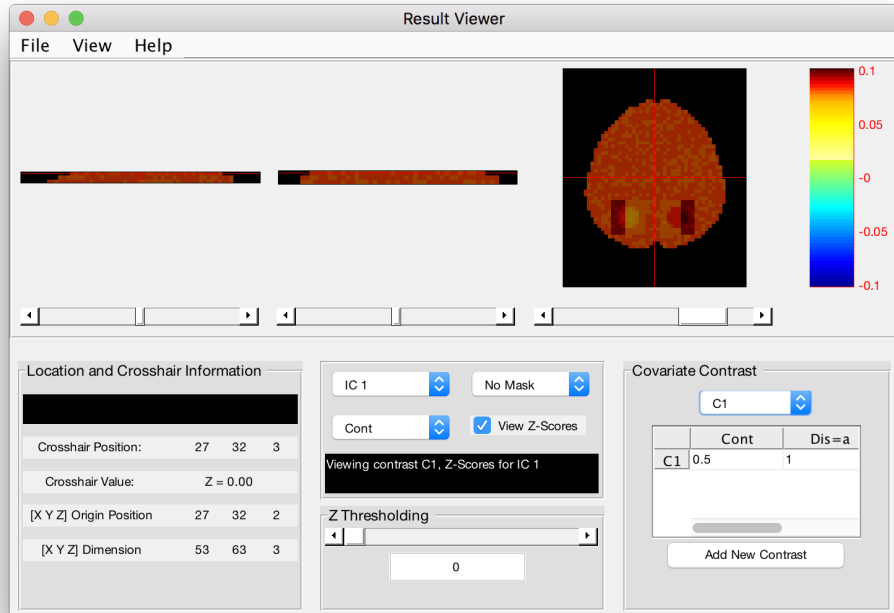 Result Viewer
File View Help
0.1
0.05
-0
-0.05
-0.1
Location and Crosshair Information
Crosshair Position: 27 32 3
Crosshair Value: Z = 0.00
[X Y Z] Origin Position 27 32 2
[X Y Z] Dimension 53 63 3
IC 1 No Mask
Cont View Z-Scores
Viewing contrast C1, Z-Scores for IC 1
Z Thresholding
0
Covariate Contrast
C1
Cont Dis=a
C1 0.5 1
Add New Contrast